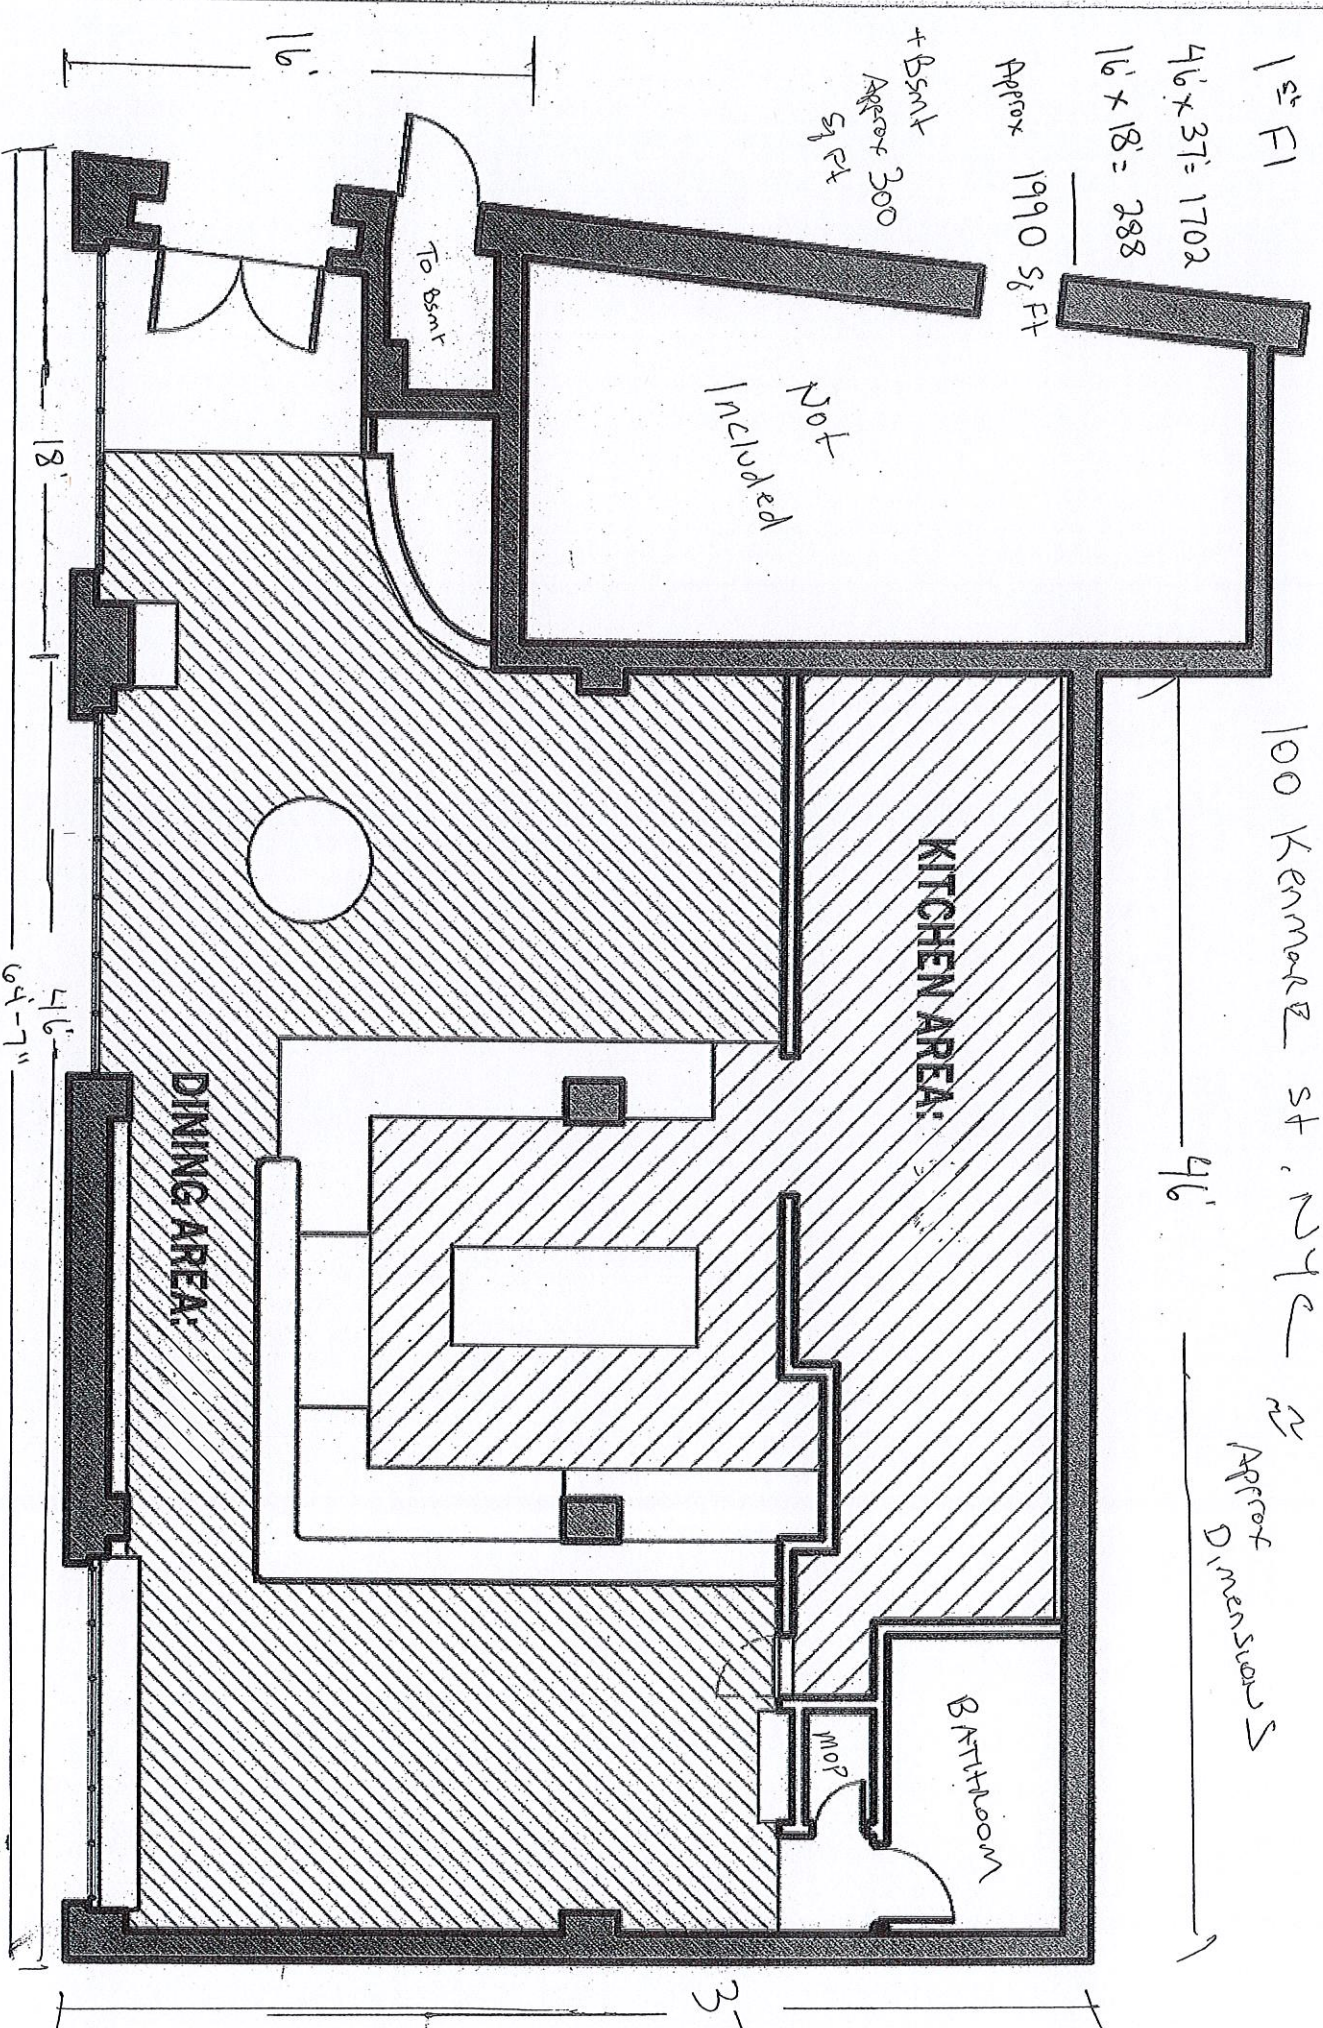 100 Kenmare St. NYC ≈
Approx
Dimensions
1st Fl
46' x 37' = 1702
16' x 18' = 288
Approx 1990 Sq Ft
+ Bsmt
Approx 300
Sq Ft
46'
16'
Not
Included
To Bsmt
KITCHEN AREA:
BATHROOM
MOP
DINING AREA:
18'
46'
64'-7"